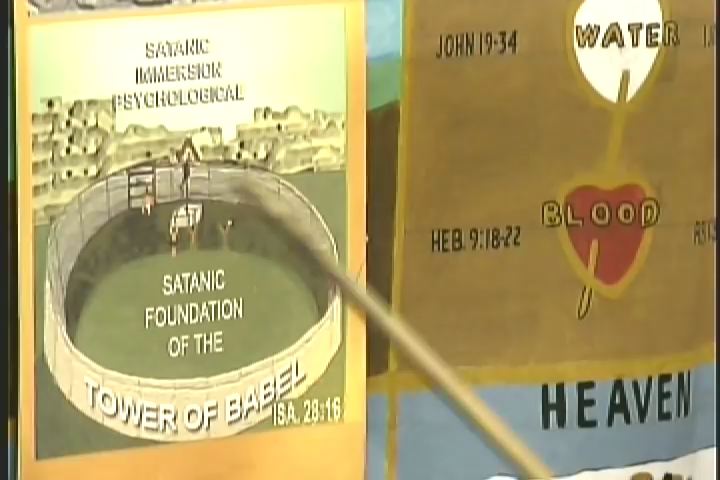 SATANIC
IMMERSION
PSYCHOLOGICAL
SATANIC
FOUNDATION
OF THE
TOWER OF BABEL
ISA. 28:16
JOHN 19-34
WATER
HEB. 9:18-22
BLOOD
HEAVEN